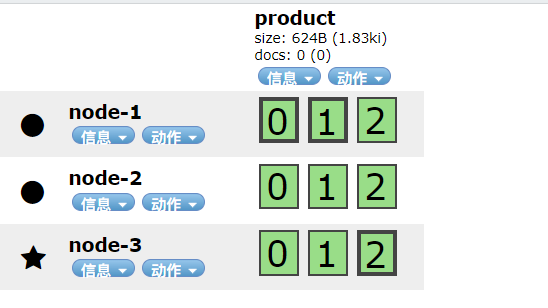 product
size: 624B (1.83ki)
docs: 0 (0)
信息 动作
node-1
信息 动作
0 1 2
node-2
信息 动作
0 1 2
node-3
信息 动作
0 1 2